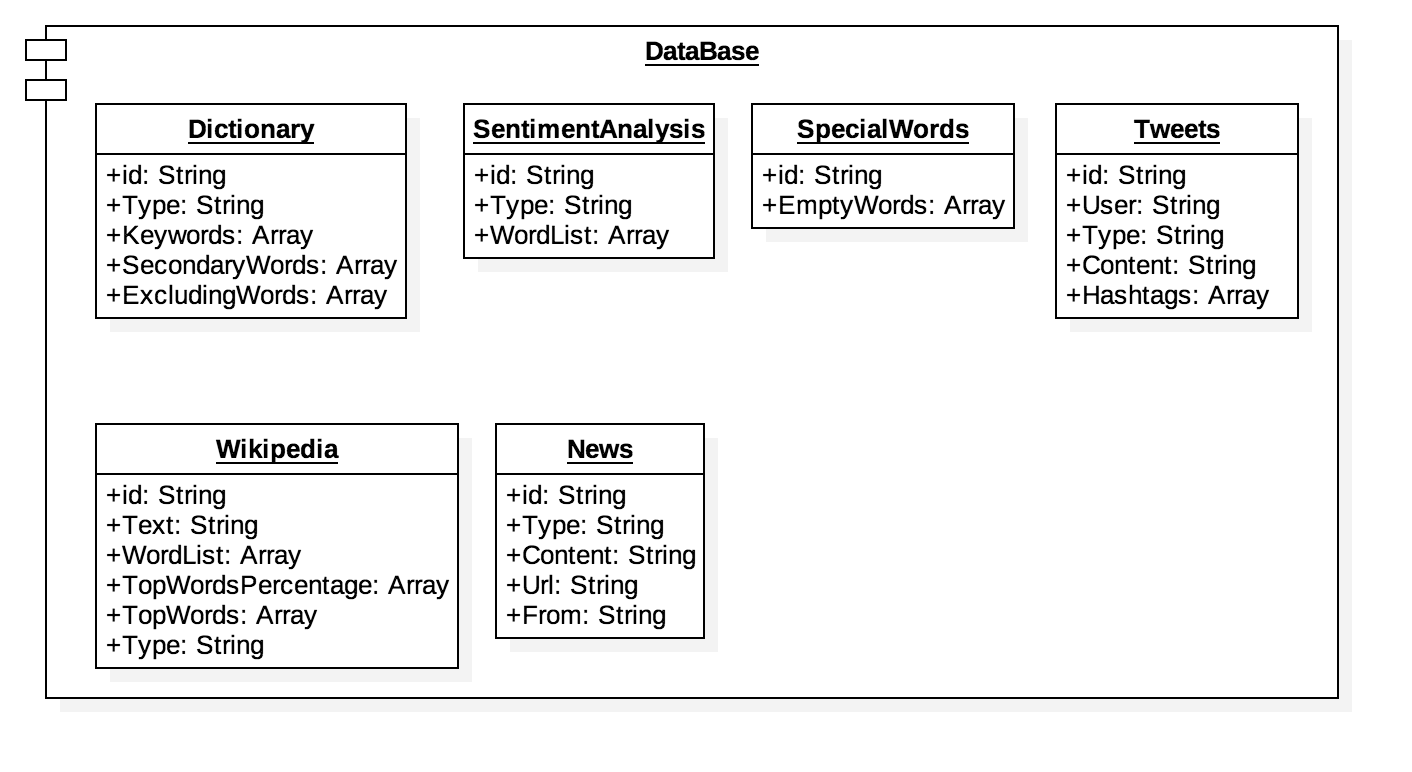 DataBase
Dictionary
+id: String
+Type: String
+Keywords: Array
+SecondaryWords: Array
+ExcludingWords: Array
SentimentAnalysis
+id: String
+Type: String
+WordList: Array
SpecialWords
+id: String
+EmptyWords: Array
Tweets
+id: String
+User: String
+Type: String
+Content: String
+Hashtags: Array
Wikipedia
+id: String
+Text: String
+WordList: Array
+TopWordsPercentage: Array
+TopWords: Array
+Type: String
News
+id: String
+Type: String
+Content: String
+Url: String
+From: String